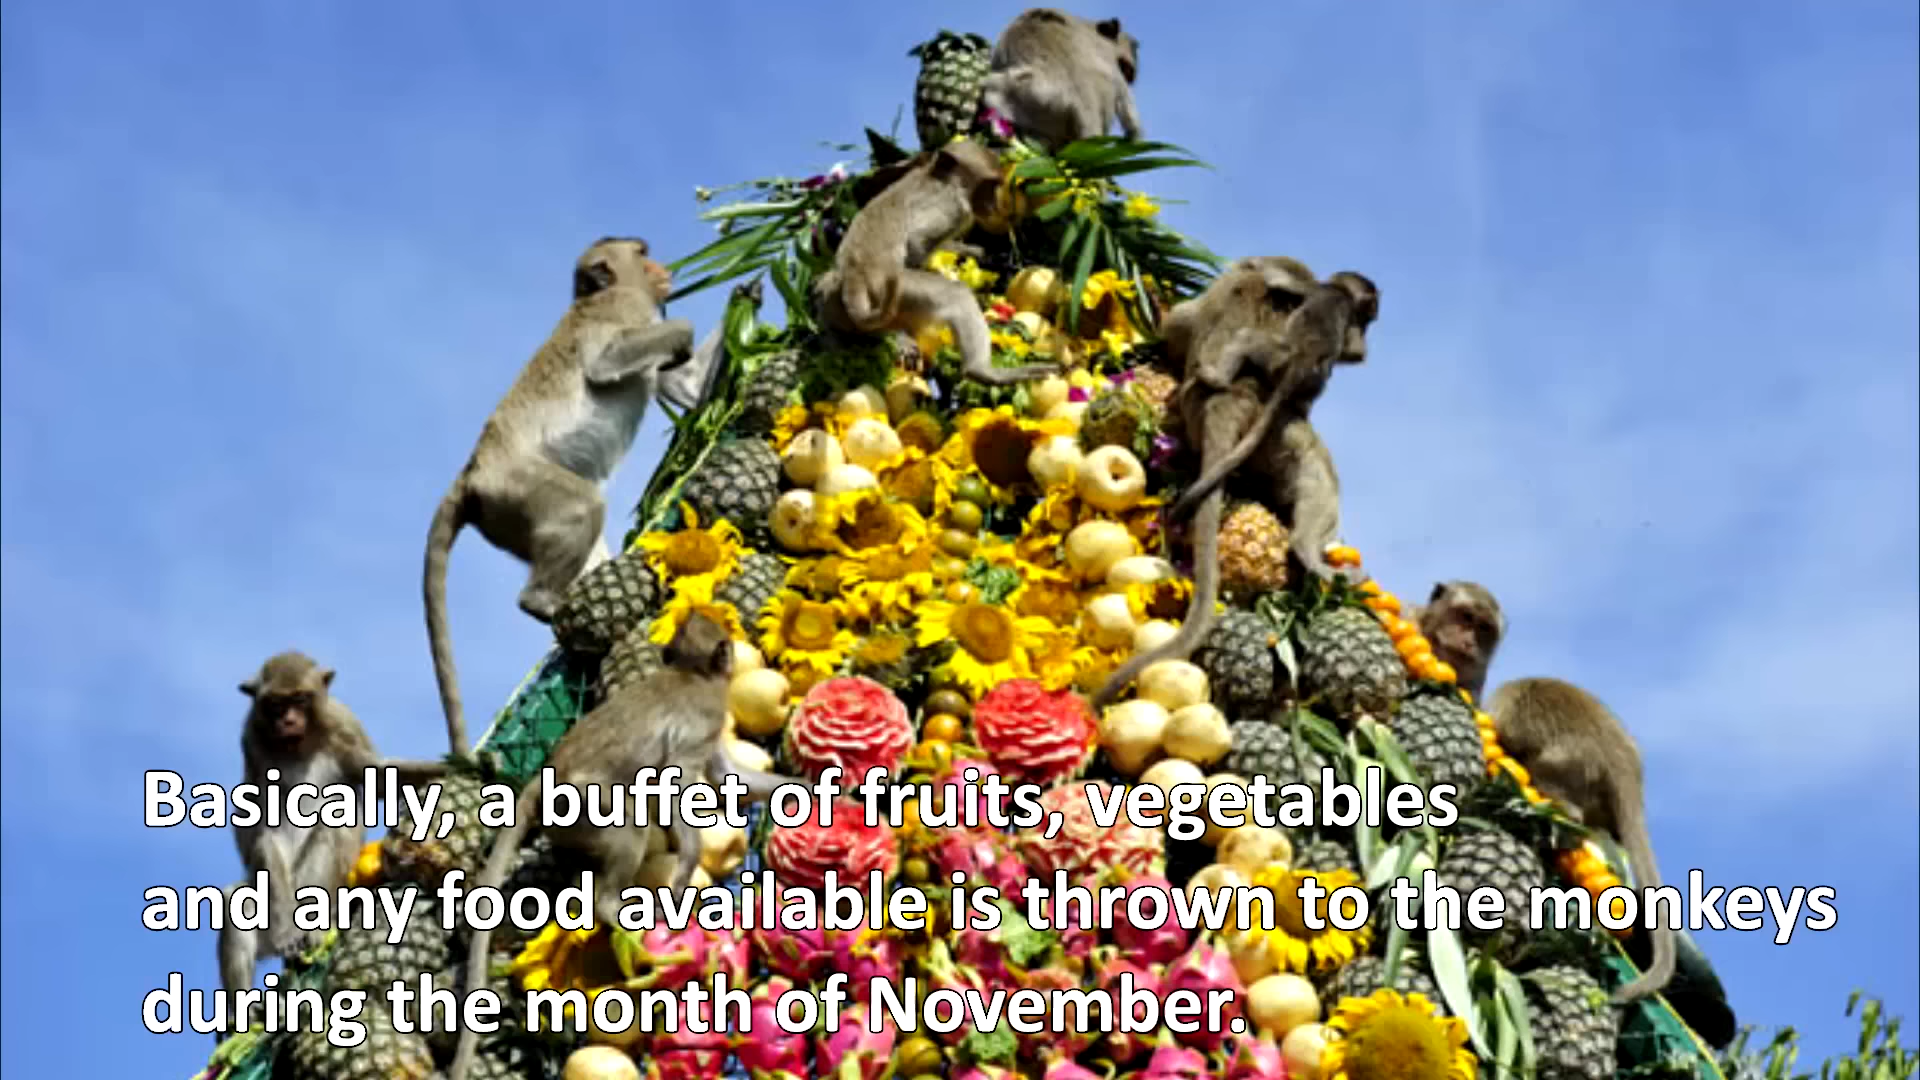 Basically, a buffet of fruits, vegetables
and any food available is thrown to the monkeys
during the month of November.